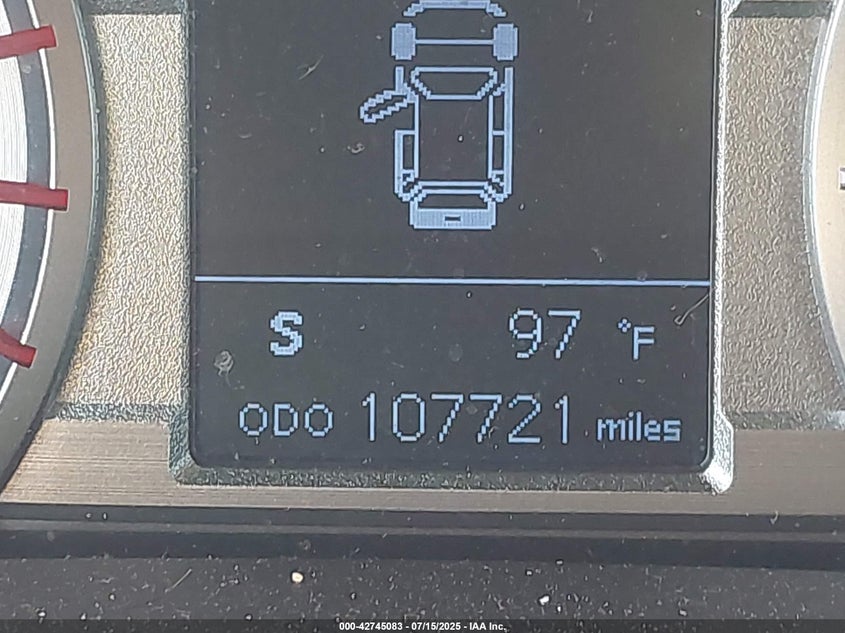 S 97 °F
ODO 107721 miles
000-42745083 - 07/15/2025 - IAA Inc.